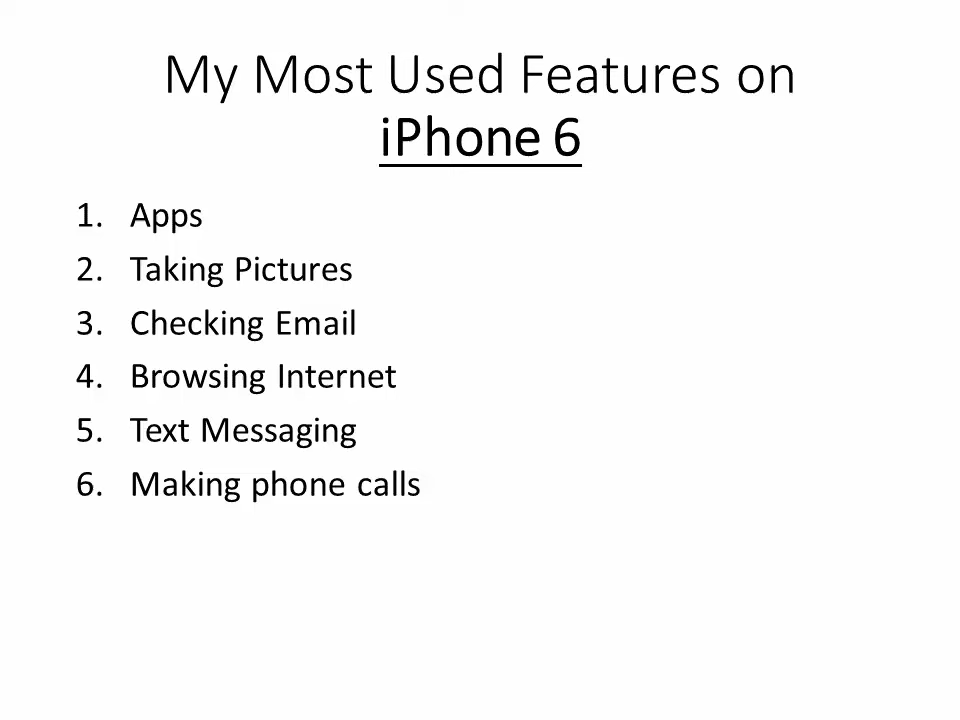 My Most Used Features on
iPhone 6
1. Apps
2. Taking Pictures
3. Checking Email
4. Browsing Internet
5. Text Messaging
6. Making phone calls